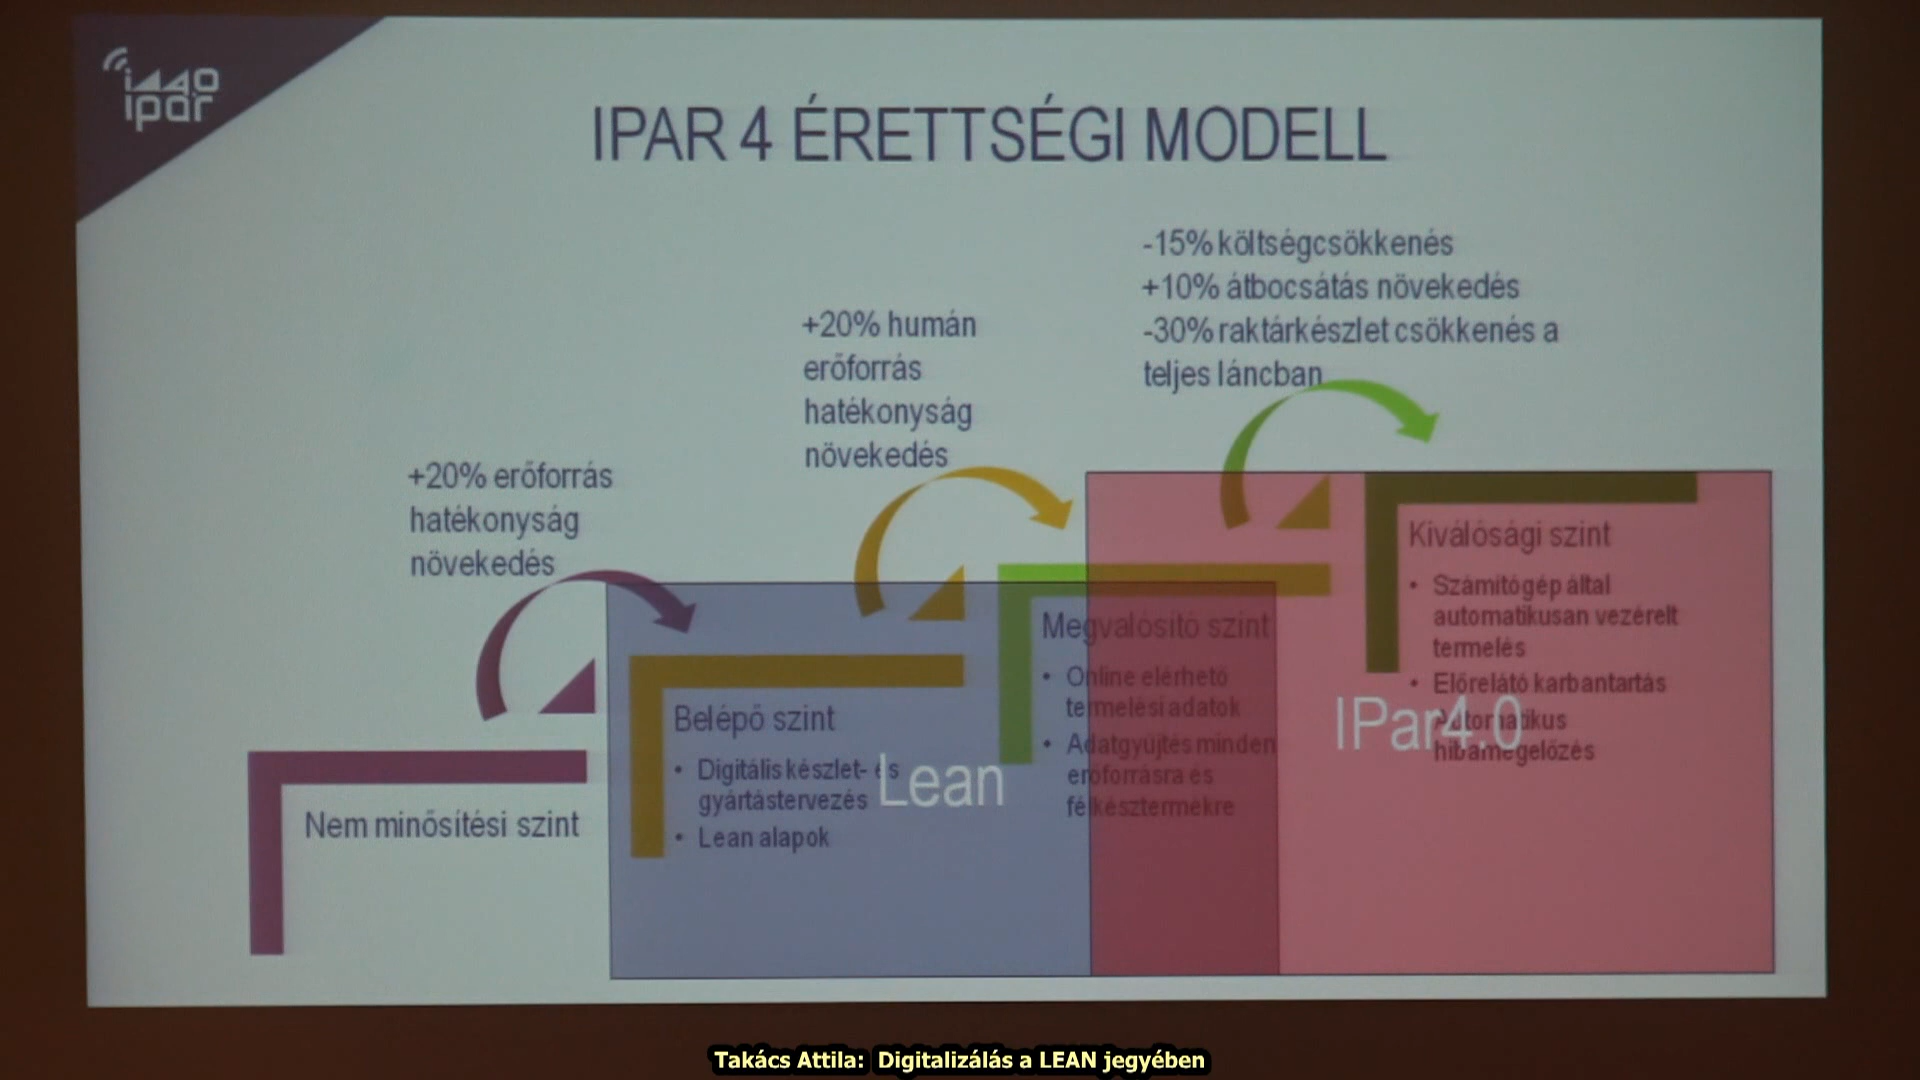 ipar
IPAR 4 ÉRETTSÉGI MODELL
-15% költségcsökkenés
+10% átbocsátás növekedés
-30% raktárkészlet csökkenés a
teljes láncban
+20% humán
erőforrás
hatékonyság
növekedés
+20% erőforrás
hatékonyság
növekedés
Nem minősítési szint
Belépő szint
• Digitális készlet- és
gyártástervezés
• Lean alapok
Lean
Megvalósító szint
• Online elérhető
termelési adatok
• Adatgyűjtés minden
erőforrásra és
félkésztermékre
Kiválósági szint
• Számítógép által
automatikusan vezérelt
termelés
• Előrelátó karbantartás
Automatikus
hibamegelőzés
IPar4.0
Takács Attila: Digitalizálás a LEAN jegyében